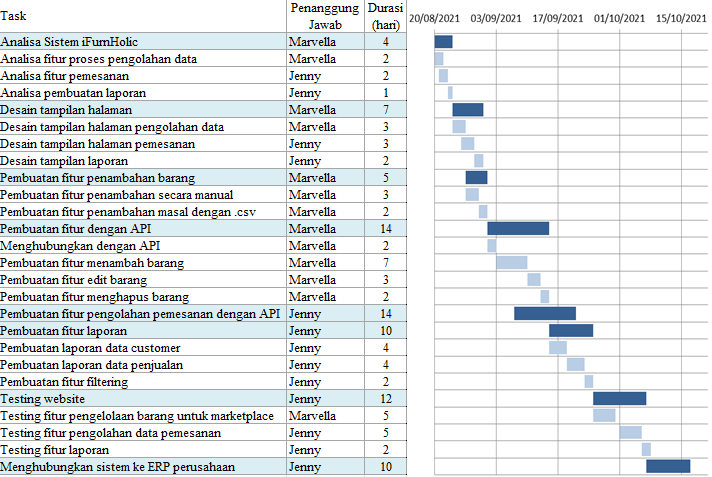 Task Penanggung Jawab Durasi (hari) 20/08/2021 03/09/2021 17/09/2021 01/10/2021 15/10/2021
Analisa Sistem iFurnHolic Marvella 4
Analisa fitur proses pengolahan data Marvella 2
Analisa fitur pemesanan Jenny 2
Analisa pembuatan laporan Jenny 1
Desain tampilan halaman Marvella 7
Desain tampilan halaman pengolahan data Marvella 3
Desain tampilan halaman pemesanan Jenny 3
Desain tampilan laporan Jenny 2
Pembuatan fitur penambahan barang Marvella 5
Pembuatan fitur penambahan secara manual Marvella 3
Pembuatan fitur penambahan masal dengan .csv Marvella 2
Pembuatan fitur dengan API Marvella 14
Menghubungkan dengan API Marvella 2
Pembuatan fitur menambah barang Marvella 7
Pembuatan fitur edit barang Marvella 3
Pembuatan fitur menghapus barang Marvella 2
Pembuatan fitur pengolahan pemesanan dengan API Jenny 14
Pembuatan fitur laporan Jenny 10
Pembuatan laporan data customer Jenny 4
Pembuatan laporan data penjualan Jenny 4
Pembuatan fitur filtering Jenny 2
Testing website Jenny 12
Testing fitur pengelolaan barang untuk marketplace Marvella 5
Testing fitur pengolahan data pemesanan Jenny 5
Testing fitur laporan Jenny 2
Menghubungkan sistem ke ERP perusahaan Jenny 10